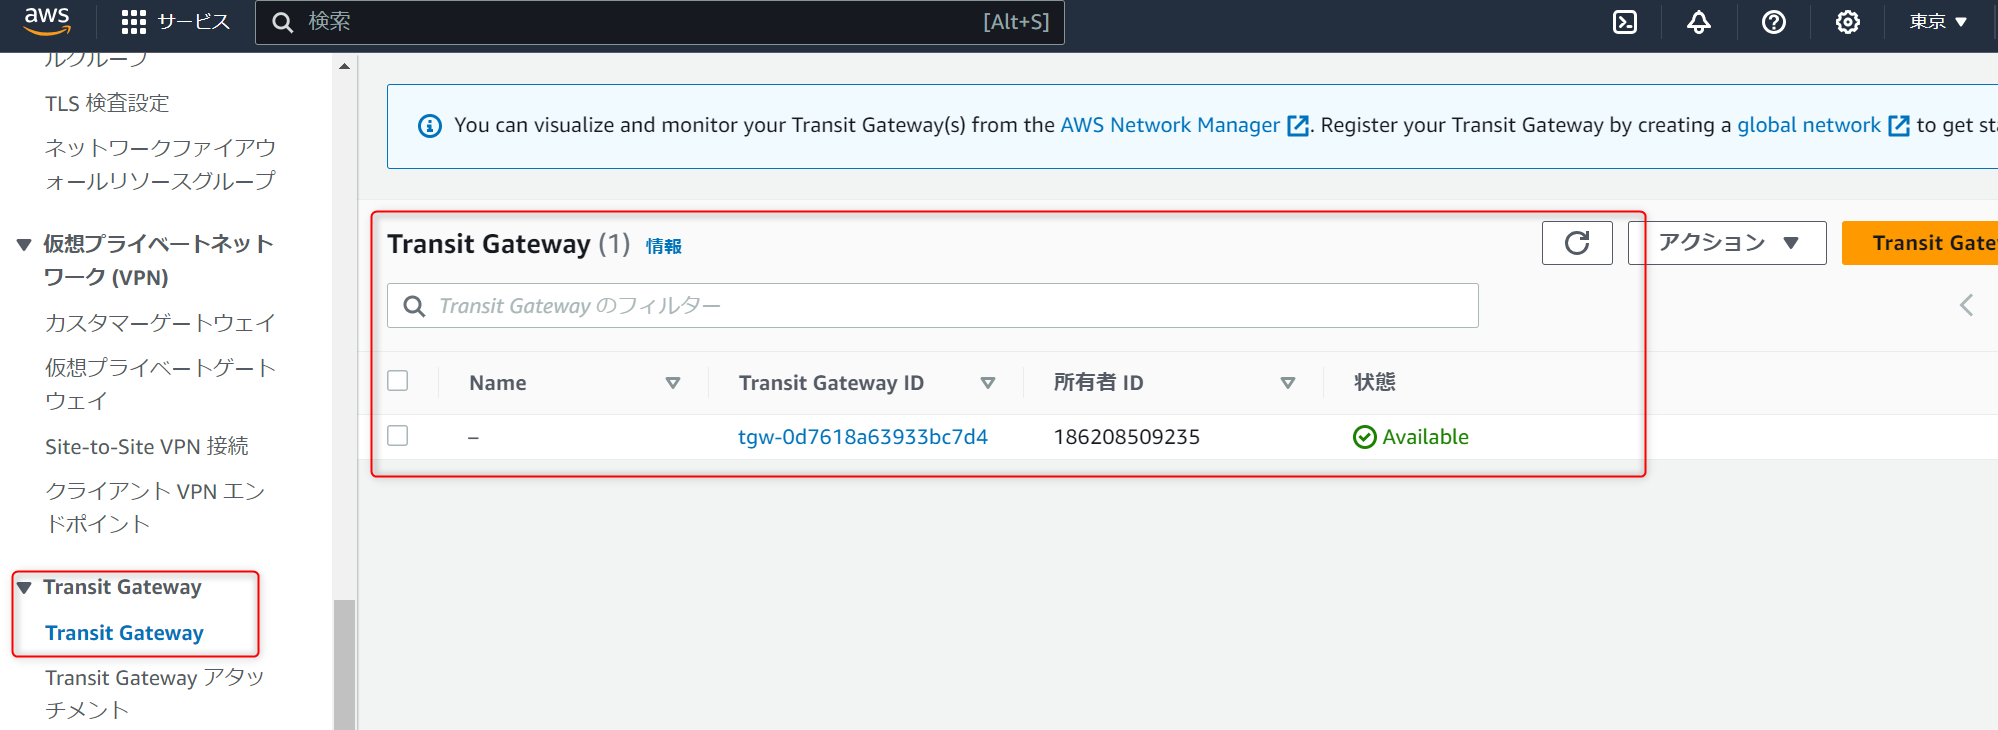 aws
サービス
検索
[Alt+S]
東京
ルグループ
TLS 検査設定
ネットワークファイアウ
ォールリソースグループ
仮想プライベートネット
ワーク (VPN)
カスタマーゲートウェイ
仮想プライベートゲート
ウェイ
Site-to-Site VPN 接続
クライアント VPN エン
ドポイント
Transit Gateway
Transit Gateway
Transit Gateway アタッ
チメント
You can visualize and monitor your Transit Gateway(s) from the AWS Network Manager. Register your Transit Gateway by creating a global network to get sta
Transit Gateway (1) 情報
アクション
Transit Gate
Transit Gateway のフィルター
Name Transit Gateway ID 所有者 ID 状態
– tgw-0d7618a63933bc7d4 186208509235 Available